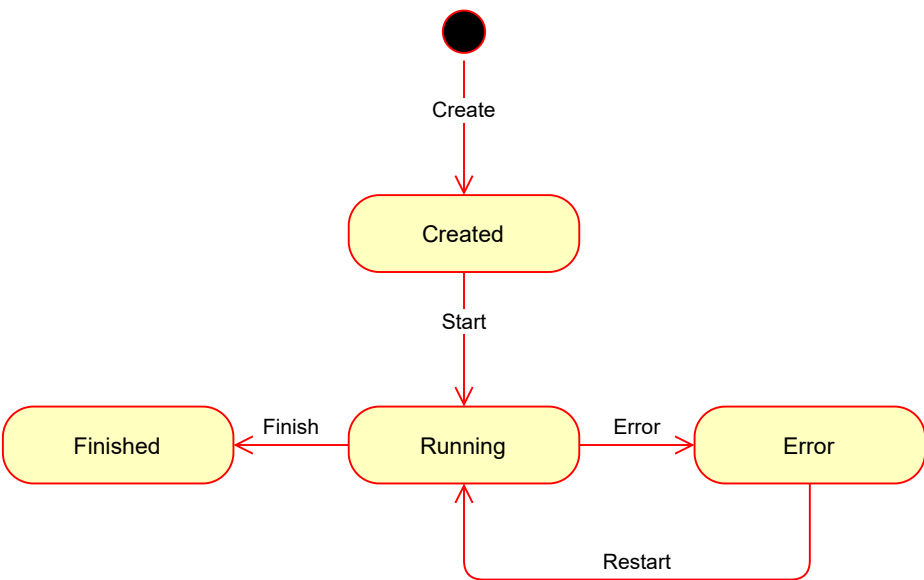 Create
Created
Start
Finished
Finish
Running
Error
Error
Restart